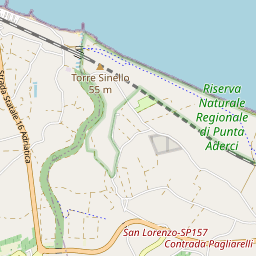 Torre Sinello
55 m
Riserva
Naturale
Regionale
di Punta
Aderci
Strada Statale 16 Adriatica
San Lorenzo-SP157
Contrada Pagliarelli